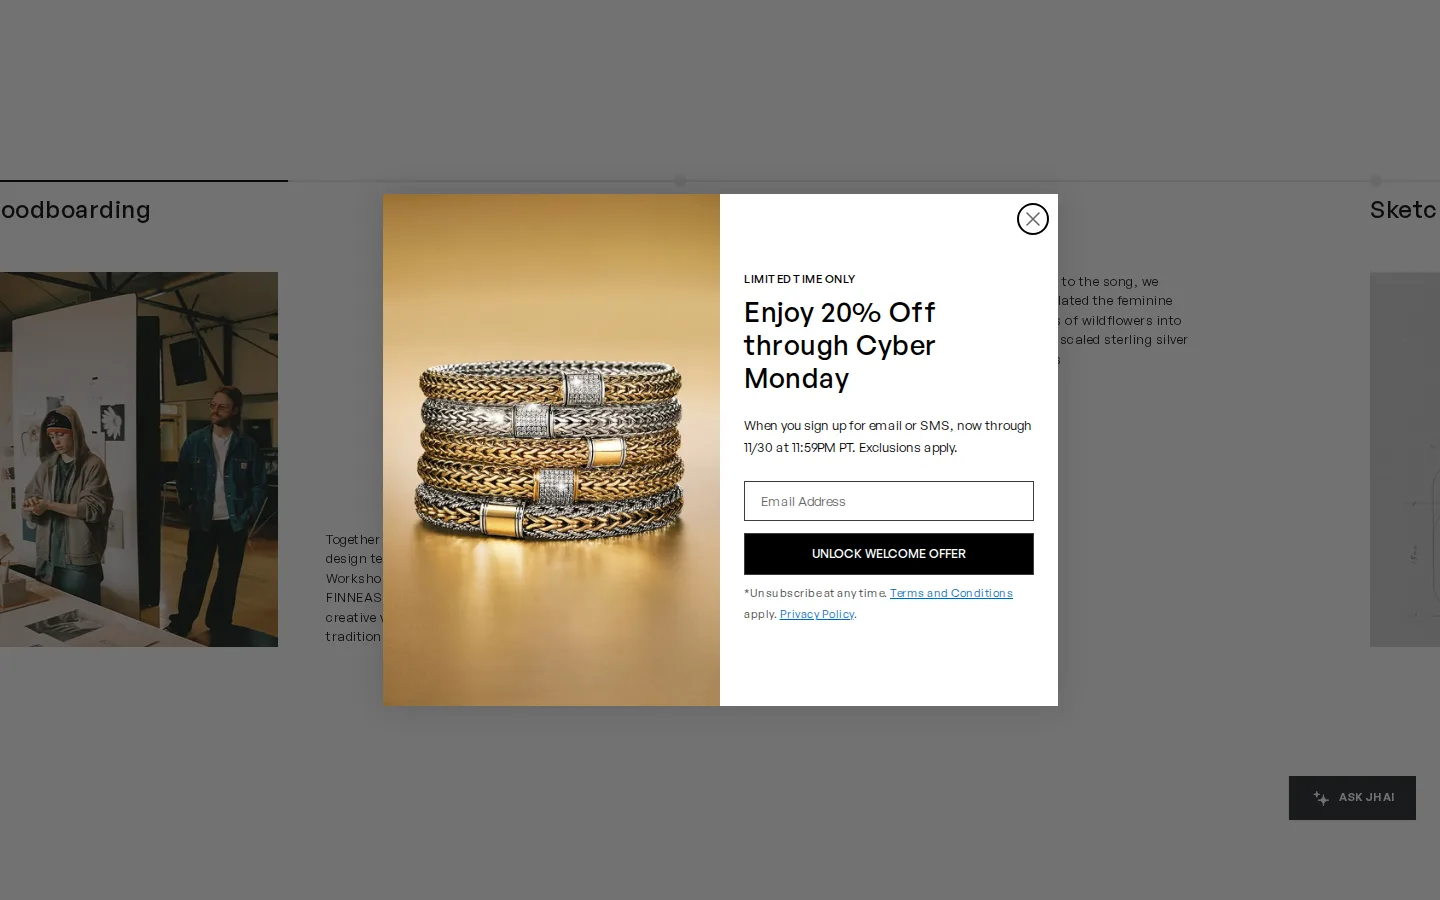 oodboarding
Sketc
to the song, we
lated the feminine
s of wildflowers into
scaled sterling silver
s
Together
design te
Worksho
FINNEAS
creative v
tradition
LIMITED TIME ONLY
Enjoy 20% Off
through Cyber
Monday
When you sign up for email or SMS, now through
11/30 at 11:59PM PT. Exclusions apply.
Email Address
UNLOCK WELCOME OFFER
*Unsubscribe at any time. Terms and Conditions
apply. Privacy Policy.
ASK JHAI